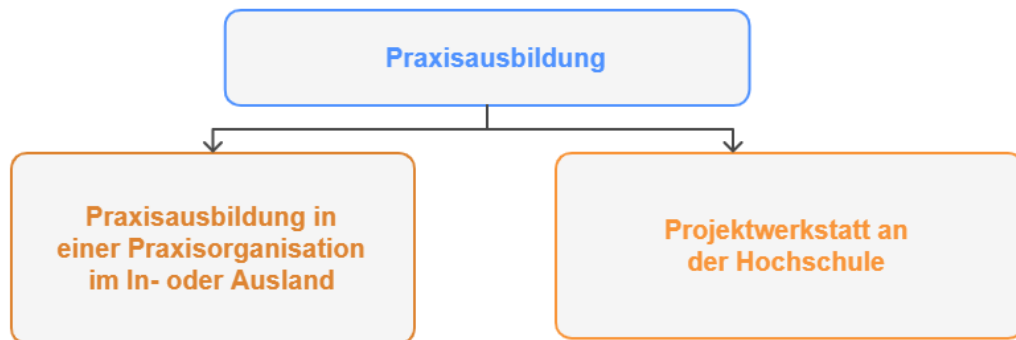 Praxisausbildung
Praxisausbildung in
einer Praxisorganisation
im In- oder Ausland
Projektwerkstatt an
der Hochschule